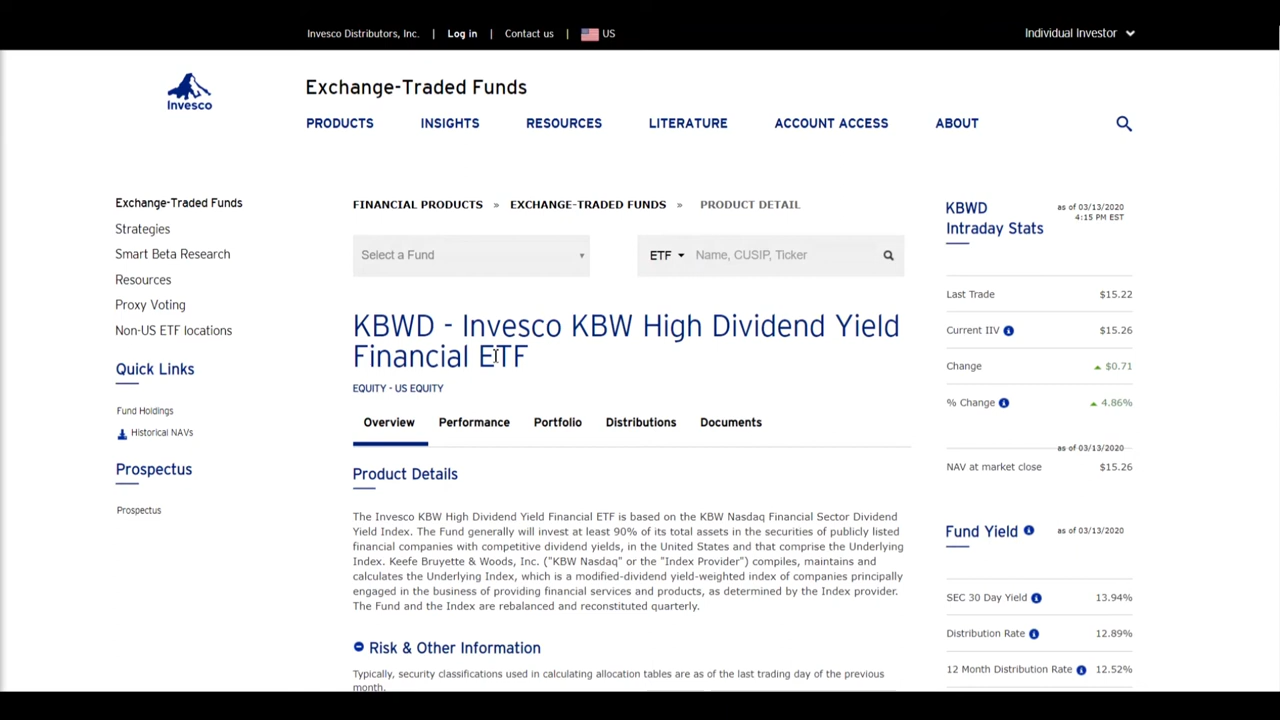 Invesco Distributors, Inc. | Log in | Contact us | US
Individual Investor
Invesco
Exchange-Traded Funds
PRODUCTS INSIGHTS RESOURCES LITERATURE ACCOUNT ACCESS ABOUT
Exchange-Traded Funds
Strategies
Smart Beta Research
Resources
Proxy Voting
Non-US ETF locations
Quick Links
Fund Holdings
Historical NAVs
Prospectus
Prospectus
FINANCIAL PRODUCTS » EXCHANGE-TRADED FUNDS » PRODUCT DETAIL
Select a Fund
ETF Name, CUSIP, Ticker
KBWD - Invesco KBW High Dividend Yield
Financial ETF
EQUITY - US EQUITY
Overview Performance Portfolio Distributions Documents
Product Details
The Invesco KBW High Dividend Yield Financial ETF is based on the KBW Nasdaq Financial Sector Dividend
Yield Index. The Fund generally will invest at least 90% of its total assets in the securities of publicly listed
financial companies with competitive dividend yields, in the United States and that comprise the Underlying
Index. Keefe Bruyette & Woods, Inc. ("KBW Nasdaq" or the "Index Provider") compiles, maintains and
calculates the Underlying Index, which is a modified-dividend yield-weighted index of companies principally
engaged in the business of providing financial services and products, as determined by the Index provider.
The Fund and the Index are rebalanced and reconstituted quarterly.
Risk & Other Information
Typically, security classifications used in calculating allocation tables are as of the last trading day of the previous
month.
KBWD
Intraday Stats
as of 03/13/2020
4:15 PM EST
Last Trade $15.22
Current IIV $15.26
Change $0.71
% Change 4.86%
as of 03/13/2020
NAV at market close $15.26
Fund Yield as of 03/13/2020
SEC 30 Day Yield 13.94%
Distribution Rate 12.89%
12 Month Distribution Rate 12.52%